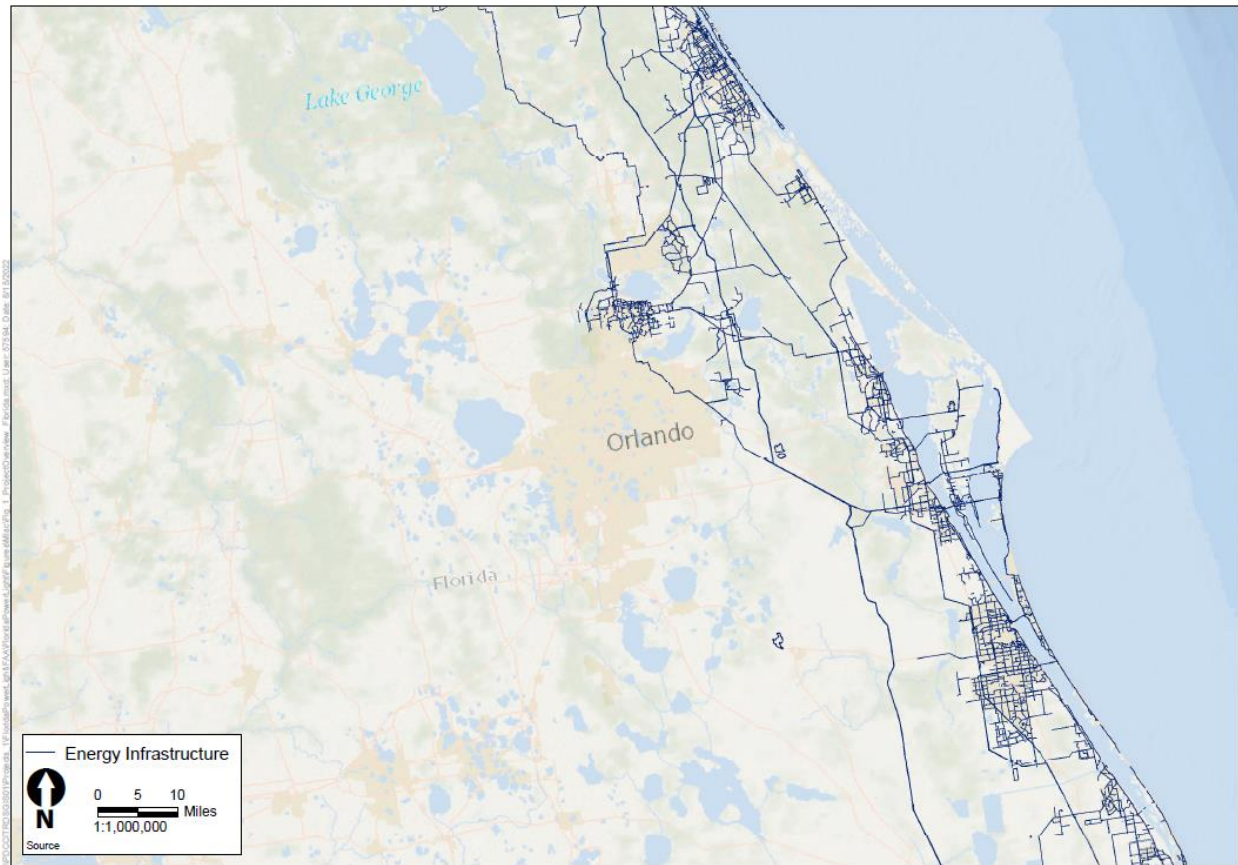 Lake George
Orlando
Florida
Energy Infrastructure
N
0 5 10
Miles
1:1,000,000
Source